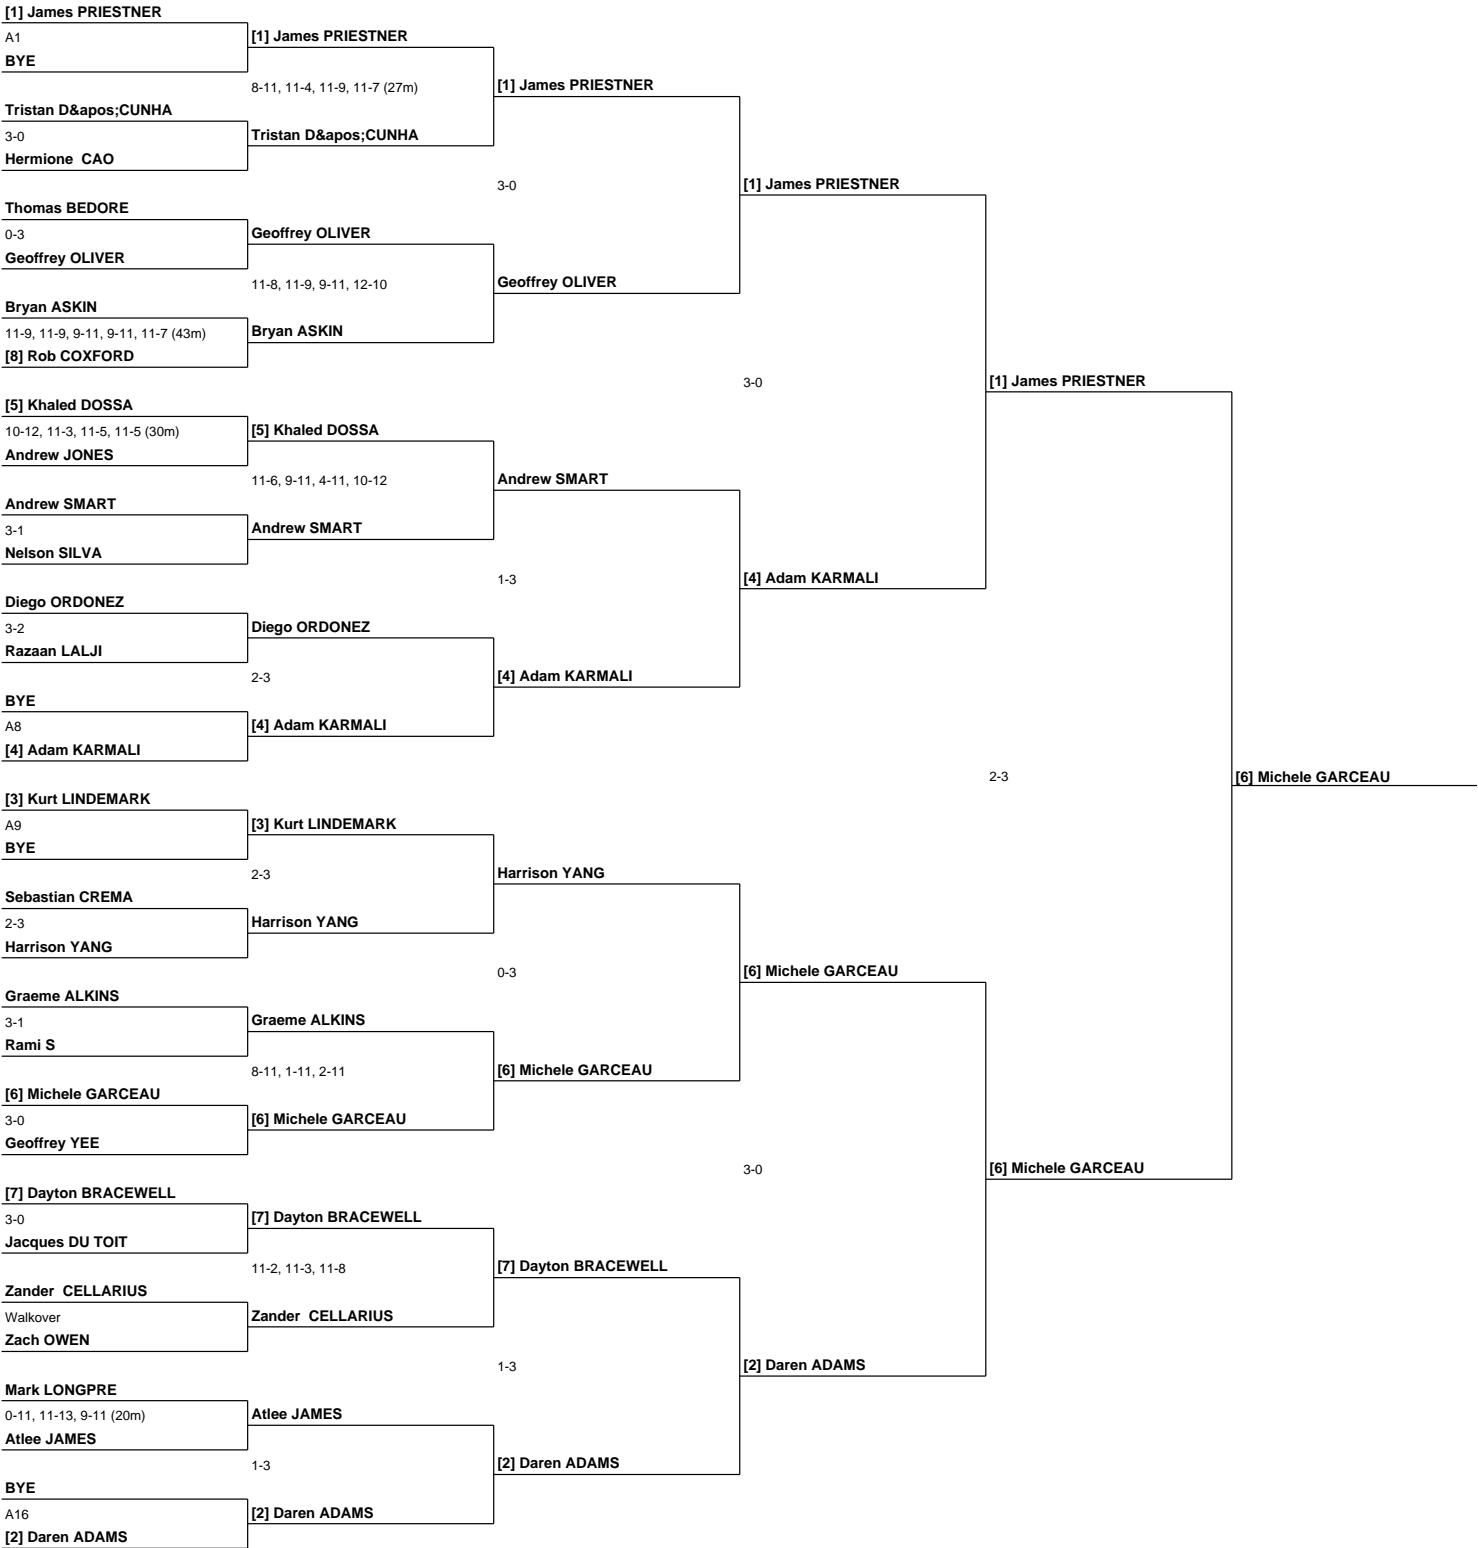 [1] James PRIESTNER
A1
BYE
[1] James PRIESTNER
8-11, 11-4, 11-9, 11-7 (27m)
[1] James PRIESTNER
Tristan D&apos;CUNHA
3-0
Hermione  CAO
Tristan D&apos;CUNHA
3-0
[1] James PRIESTNER
Thomas BEDORE
0-3
Geoffrey OLIVER
Geoffrey OLIVER
11-8, 11-9, 9-11, 12-10
Geoffrey OLIVER
Bryan ASKIN
11-9, 11-9, 9-11, 9-11, 11-7 (43m)
[8] Rob COXFORD
Bryan ASKIN
3-0
[1] James PRIESTNER
[5] Khaled DOSSA
10-12, 11-3, 11-5, 11-5 (30m)
Andrew JONES
[5] Khaled DOSSA
11-6, 9-11, 4-11, 10-12
Andrew SMART
Andrew SMART
3-1
Nelson SILVA
Andrew SMART
1-3
[4] Adam KARMALI
Diego ORDONEZ
3-2
Razaan LALJI
Diego ORDONEZ
2-3
[4] Adam KARMALI
BYE
A8
[4] Adam KARMALI
[4] Adam KARMALI
2-3
[6] Michele GARCEAU
[3] Kurt LINDEMARK
A9
BYE
[3] Kurt LINDEMARK
2-3
Harrison YANG
Sebastian CREMA
2-3
Harrison YANG
Harrison YANG
0-3
[6] Michele GARCEAU
Graeme ALKINS
3-1
Rami S
Graeme ALKINS
8-11, 1-11, 2-11
[6] Michele GARCEAU
[6] Michele GARCEAU
3-0
Geoffrey YEE
[6] Michele GARCEAU
3-0
[6] Michele GARCEAU
[7] Dayton BRACEWELL
3-0
Jacques DU TOIT
[7] Dayton BRACEWELL
11-2, 11-3, 11-8
[7] Dayton BRACEWELL
Zander  CELLARIUS
Walkover
Zach OWEN
Zander  CELLARIUS
1-3
[2] Daren ADAMS
Mark LONGPRE
0-11, 11-13, 9-11 (20m)
Atlee JAMES
Atlee JAMES
1-3
[2] Daren ADAMS
BYE
A16
[2] Daren ADAMS
[2] Daren ADAMS